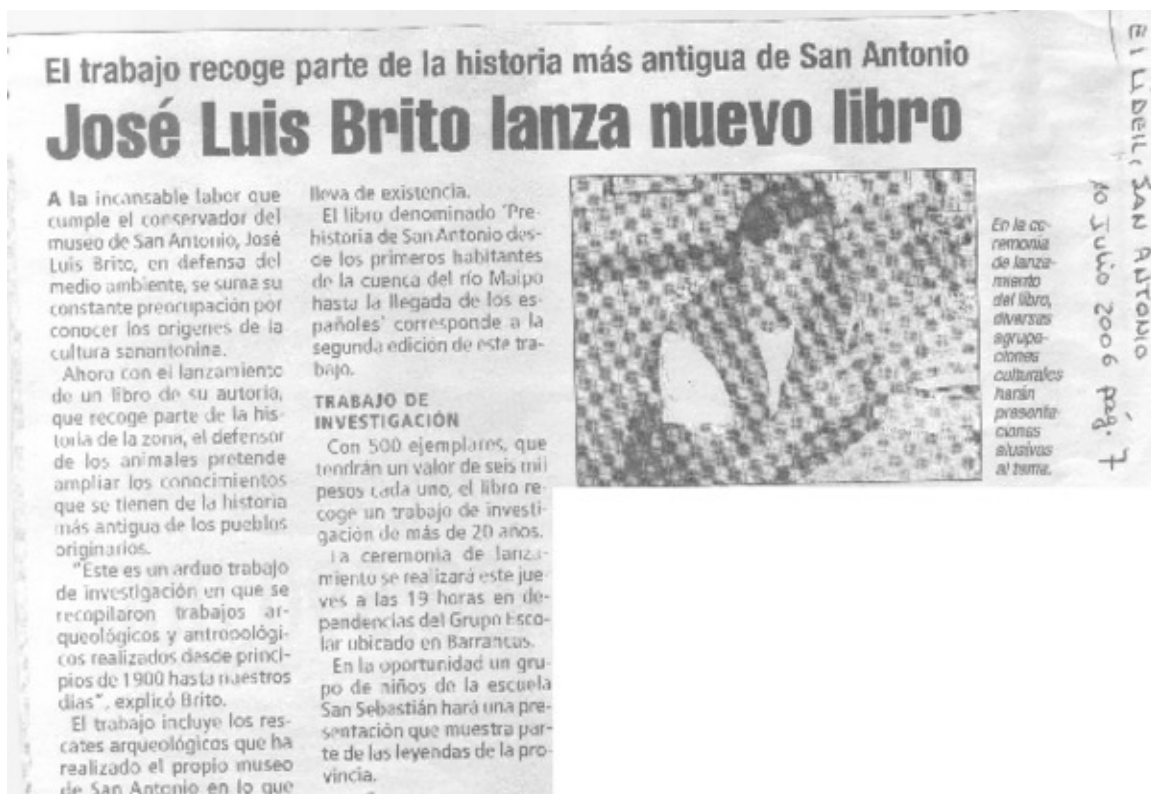 El trabajo recoge parte de la historia más antigua de San Antonio
José Luis Brito lanza nuevo libro
A la incansable labor que
cumple el conservador del
museo de San Antonio, José
Luis Brito, en defensa del
medio ambiente, se suma su
constante preocupación por
conocer los orígenes de la
cultura sanantonina.
Ahora con el lanzamiento
de un libro de su autoría,
que recoge parte de la his-
toria de la zona, el defensor
de los animales pretende
ampliar los conocimientos
que se tienen de la historia
más antigua de los pueblos
originarios.
"Este es un arduo trabajo
de investigación en que se
recopilaron trabajos ar-
queológicos y antropológi-
cos realizados desde princi-
pios de 1900 hasta nuestros
días", explicó Brito.
El trabajo incluye los res-
cates arqueológicos que ha
realizado el propio museo
de San Antonio en lo que
lleva de existencia.
El libro denominado 'Pre-
historia de San Antonio des-
de los primeros habitantes
de la cuenca del río Maipo
hasta la llegada de los es-
pañoles' corresponde a la
segunda edición de este tra-
bajo.
TRABAJO DE
INVESTIGACIÓN
Con 500 ejemplares, que
tendrán un valor de seis mil
pesos cada uno, el libro re-
coge un trabajo de investi-
gación de más de 20 años.
La ceremonia de lanza-
miento se realizará este jue-
ves a las 19 horas en de-
pendencias del Grupo Esco-
lar ubicado en Barrancas.
En la oportunidad un gru-
po de niños de la escuela
San Sebastián hará una pre-
sentación que muestra par-
te de las leyendas de la pro-
vincia.
En la ce-
remonia
de lanza-
miento
del libro,
diversas
agrupa-
ciones
culturales
harán
presenta-
ciones
alusivas
al tema.
El Líder, SAN ANTONIO
10 Julio 2006 pág. 7